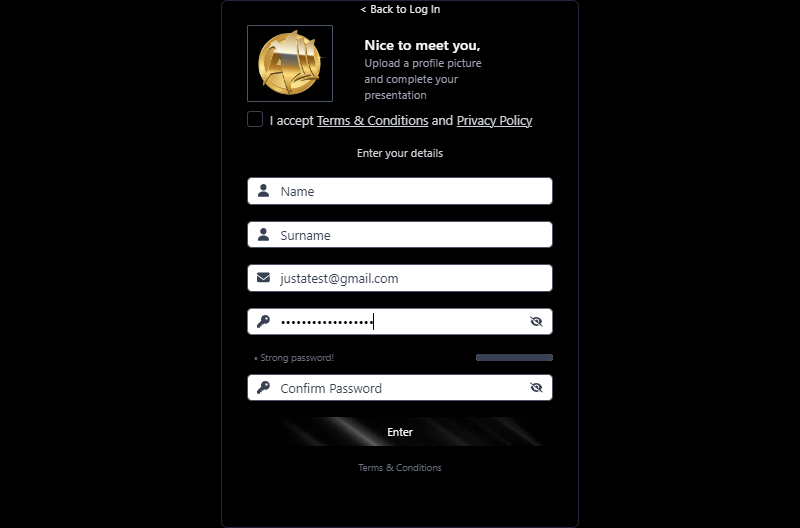 < Back to Log In
Nice to meet you,
Upload a profile picture
and complete your
presentation
I accept Terms & Conditions and Privacy Policy
Enter your details
Name
Surname
justatest@gmail.com
••••••••••••••••••
• Strong password!
Confirm Password
Enter
Terms & Conditions